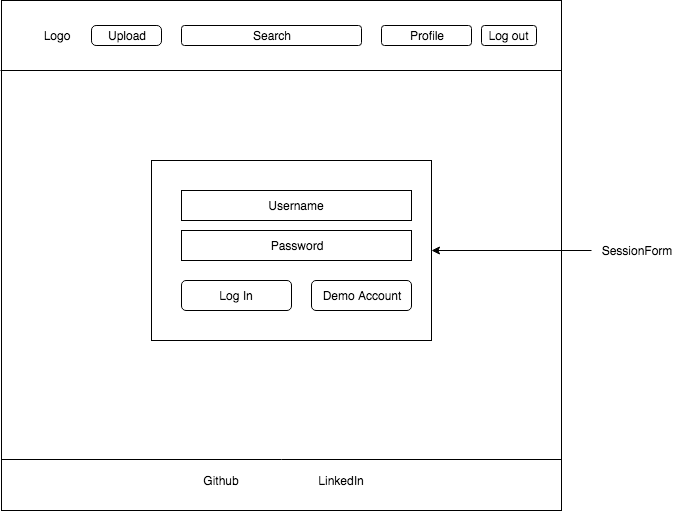 Logo
Upload
Search
Profile
Log out
Username
Password
SessionForm
Log In
Demo Account
Github
LinkedIn